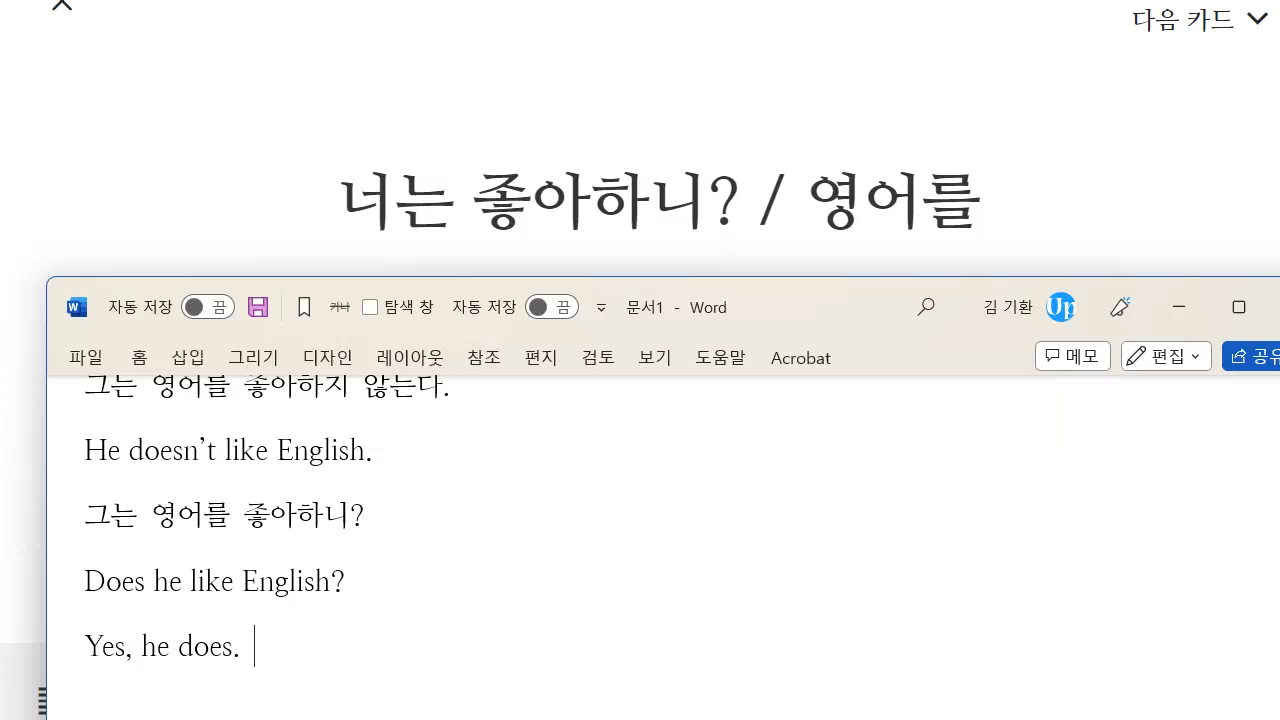 다음 카드
너는 좋아하니? / 영어를
자동 저장 끔 가나 탐색 창 자동 저장 끔 문서1 - Word 김 기환 Up
파일 홈 삽입 그리기 디자인 레이아웃 참조 편지 검토 보기 도움말 Acrobat 메모 편집 공유
그는 영어를 좋아하지 않는다.
He doesn’t like English.
그는 영어를 좋아하니?
Does he like English?
Yes, he does.